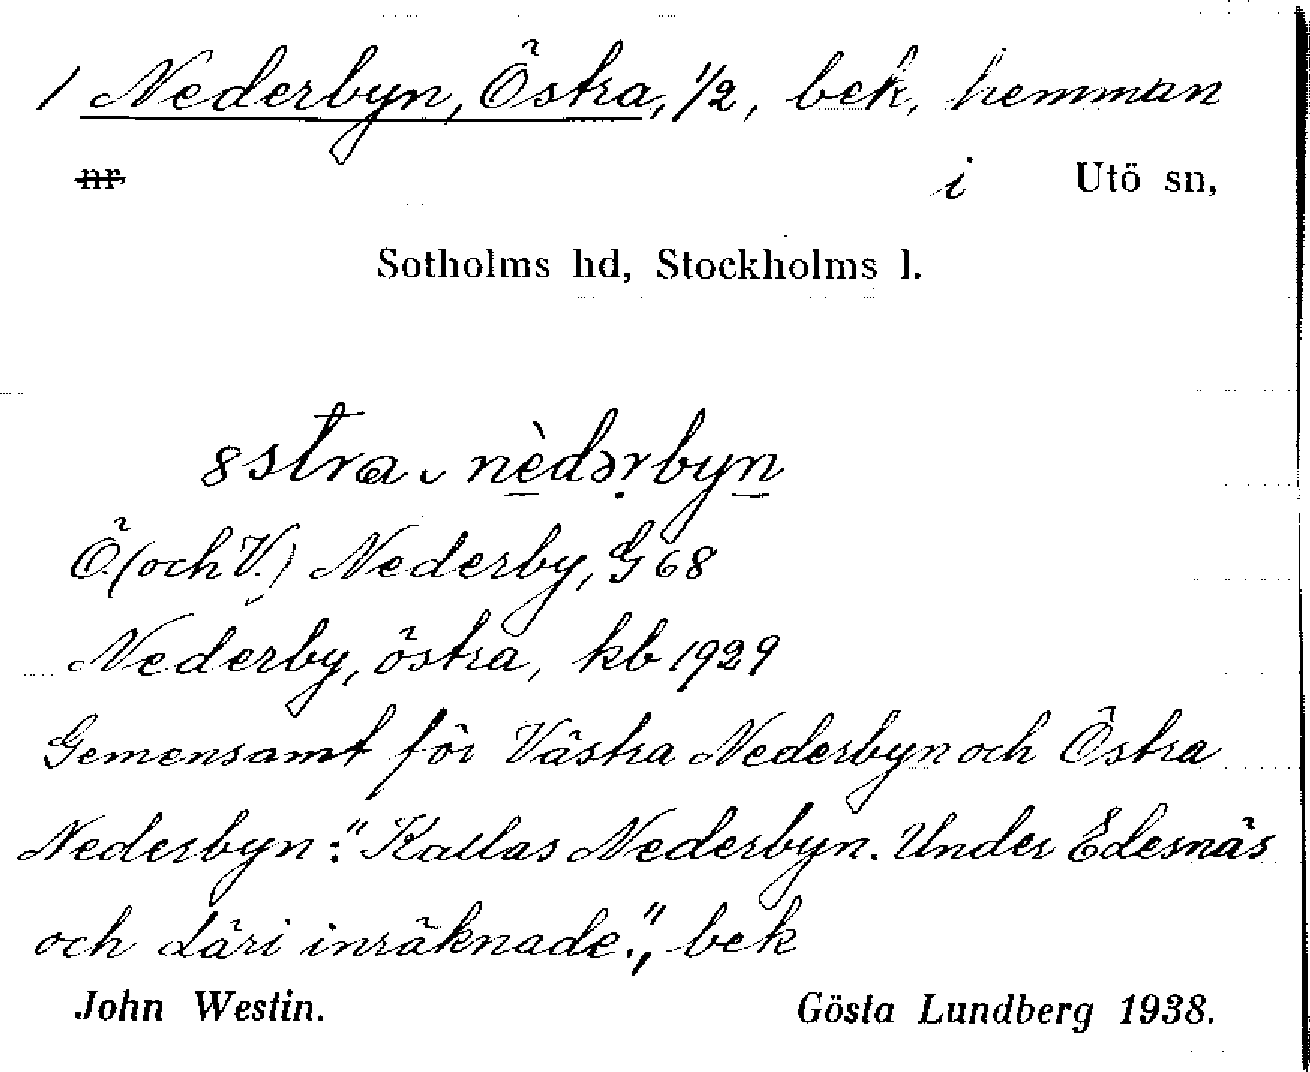 1 Nederbyn, Östra, 1/2, bek, hemman
nr i Utö sn,
Sotholms hd, Stockholms l.
Ö. (och V.) Nederby, G 68
Nederby, östra, kb 1929
Gemensamt för Västra Nederbyn och Östra
Nederbyn: "Kallas Nederbyn. Under Edesnäs
och däri inräknade.", bek
John Westin. Gösta Lundberg 1938.